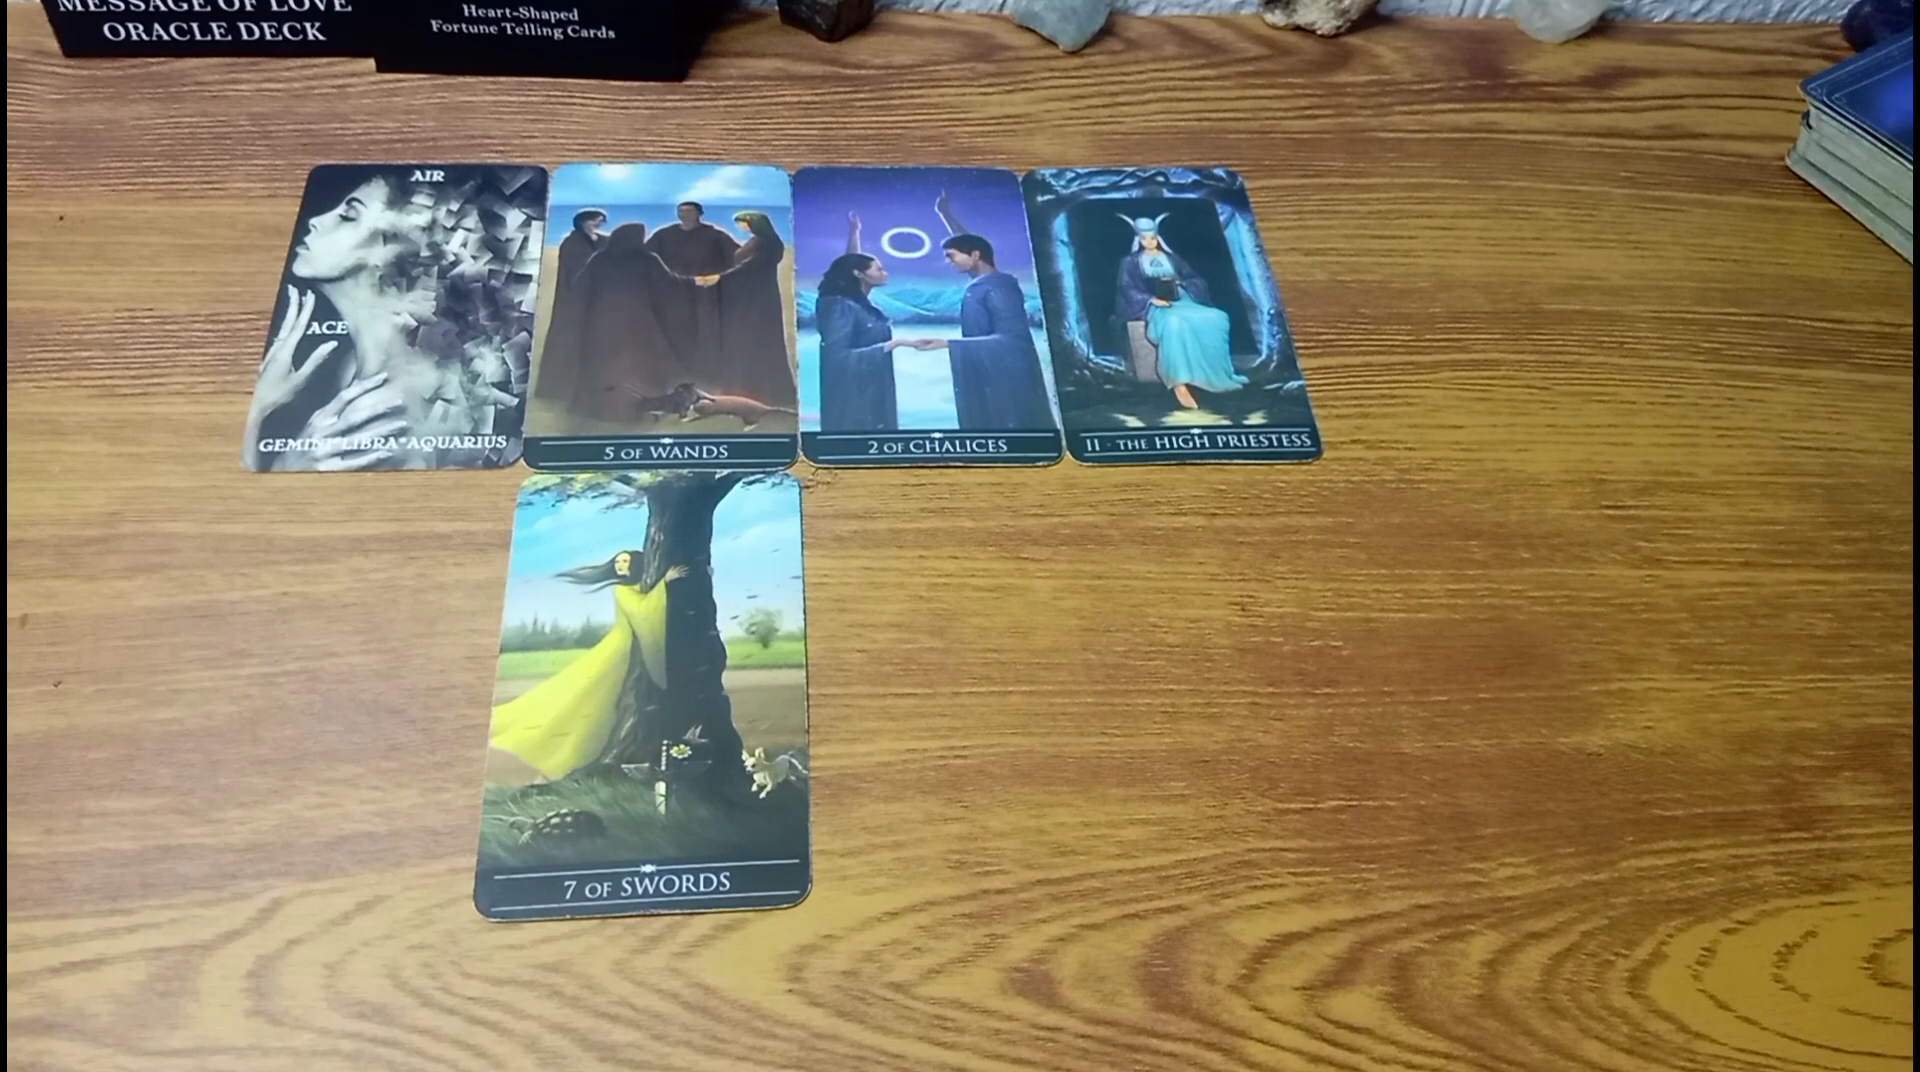 MESSAGE OF LOVE
ORACLE DECK
Heart-Shaped
Fortune Telling Cards
AIR
ACE
GEMINI*LIBRA*AQUARIUS
5 OF WANDS
2 OF CHALICES
II · THE HIGH PRIESTESS
7 OF SWORDS